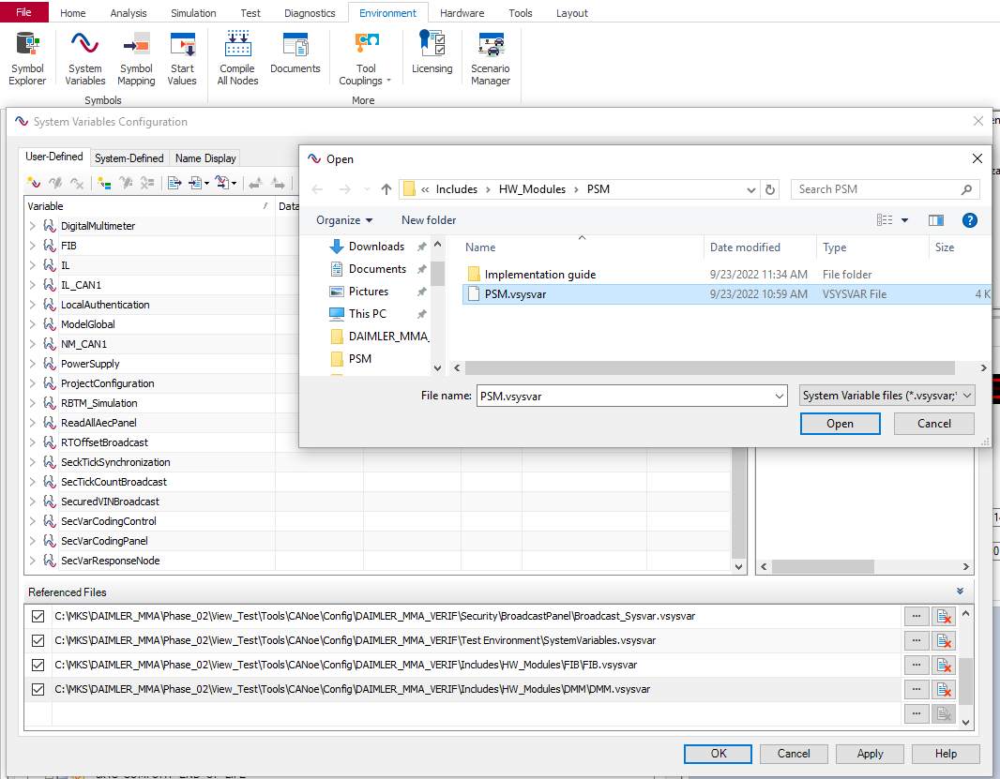 File Home Analysis Simulation Test Diagnostics Environment Hardware Tools Layout
Symbol Explorer
System Variables
Symbol Mapping
Start Values
Compile All Nodes
Documents
Tool Couplings
Licensing
Scenario Manager
Symbols
More
System Variables Configuration
User-Defined System-Defined Name Display
Variable / Data
DigitalMultimeter
FIB
IL
IL_CAN1
LocalAuthentication
ModelGlobal
NM_CAN1
PowerSupply
ProjectConfiguration
RBTM_Simulation
ReadAllAecPanel
RTOffsetBroadcast
SeckTickSynchronization
SecTickCountBroadcast
SecuredVINBroadcast
SecVarCodingControl
SecVarCodingPanel
SecVarResponseNode
Open
« Includes › HW_Modules › PSM
Search PSM
Organize New folder
Downloads
Documents
Pictures
This PC
DAIMLER_MMA_
PSM
Name Date modified Type Size
Implementation guide 9/23/2022 11:34 AM File folder
PSM.vsysvar 9/23/2022 10:59 AM VSYSVAR File 4 K
File name: PSM.vsysvar System Variable files (*.vsysvar;*
Open Cancel
Referenced Files
C:\MKS\DAIMLER_MMA\Phase_02\View_Test\Tools\CANoe\Config\DAIMLER_MMA_VERIF\Security\BroadcastPanel\Broadcast_Sysvar.vsysvar ...
C:\MKS\DAIMLER_MMA\Phase_02\View_Test\Tools\CANoe\Config\DAIMLER_MMA_VERIF\Test Environment\SystemVariables.vsysvar ...
C:\MKS\DAIMLER_MMA\Phase_02\View_Test\Tools\CANoe\Config\DAIMLER_MMA_VERIF\Includes\HW_Modules\FIB\FIB.vsysvar ...
C:\MKS\DAIMLER_MMA\Phase_02\View_Test\Tools\CANoe\Config\DAIMLER_MMA_VERIF\Includes\HW_Modules\DMM\DMM.vsysvar ...
...
OK Cancel Apply Help